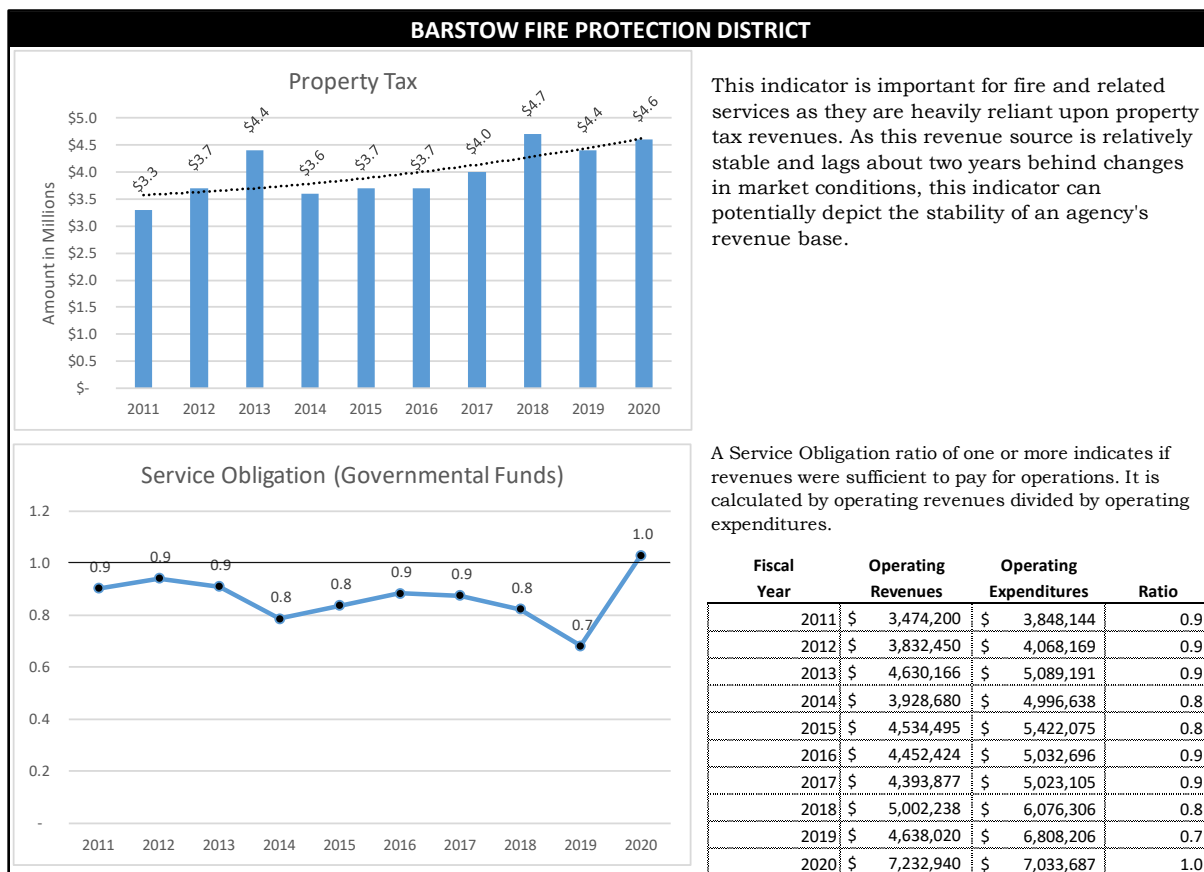 BARSTOW FIRE PROTECTION DISTRICT
Property Tax
Amount in Millions
$5.0
$4.5
$4.0
$3.5
$3.0
$2.5
$2.0
$1.5
$1.0
$0.5
$-
$3.3
$3.7
$4.4
$3.6
$3.7
$3.7
$4.0
$4.7
$4.4
$4.6
2011 2012 2013 2014 2015 2016 2017 2018 2019 2020
This indicator is important for fire and related
services as they are heavily reliant upon property
tax revenues. As this revenue source is relatively
stable and lags about two years behind changes
in market conditions, this indicator can
potentially depict the stability of an agency's
revenue base.
Service Obligation (Governmental Funds)
1.2
1.0
0.8
0.6
0.4
0.2
-
0.9
0.9
0.9
0.8
0.8
0.9
0.9
0.8
0.7
1.0
2011 2012 2013 2014 2015 2016 2017 2018 2019 2020
A Service Obligation ratio of one or more indicates if
revenues were sufficient to pay for operations. It is
calculated by operating revenues divided by operating
expenditures.
Fiscal Operating Operating
Year Revenues Expenditures Ratio
2011 $ 3,474,200 $ 3,848,144 0.9
2012 $ 3,832,450 $ 4,068,169 0.9
2013 $ 4,630,166 $ 5,089,191 0.9
2014 $ 3,928,680 $ 4,996,638 0.8
2015 $ 4,534,495 $ 5,422,075 0.8
2016 $ 4,452,424 $ 5,032,696 0.9
2017 $ 4,393,877 $ 5,023,105 0.9
2018 $ 5,002,238 $ 6,076,306 0.8
2019 $ 4,638,020 $ 6,808,206 0.7
2020 $ 7,232,940 $ 7,033,687 1.0